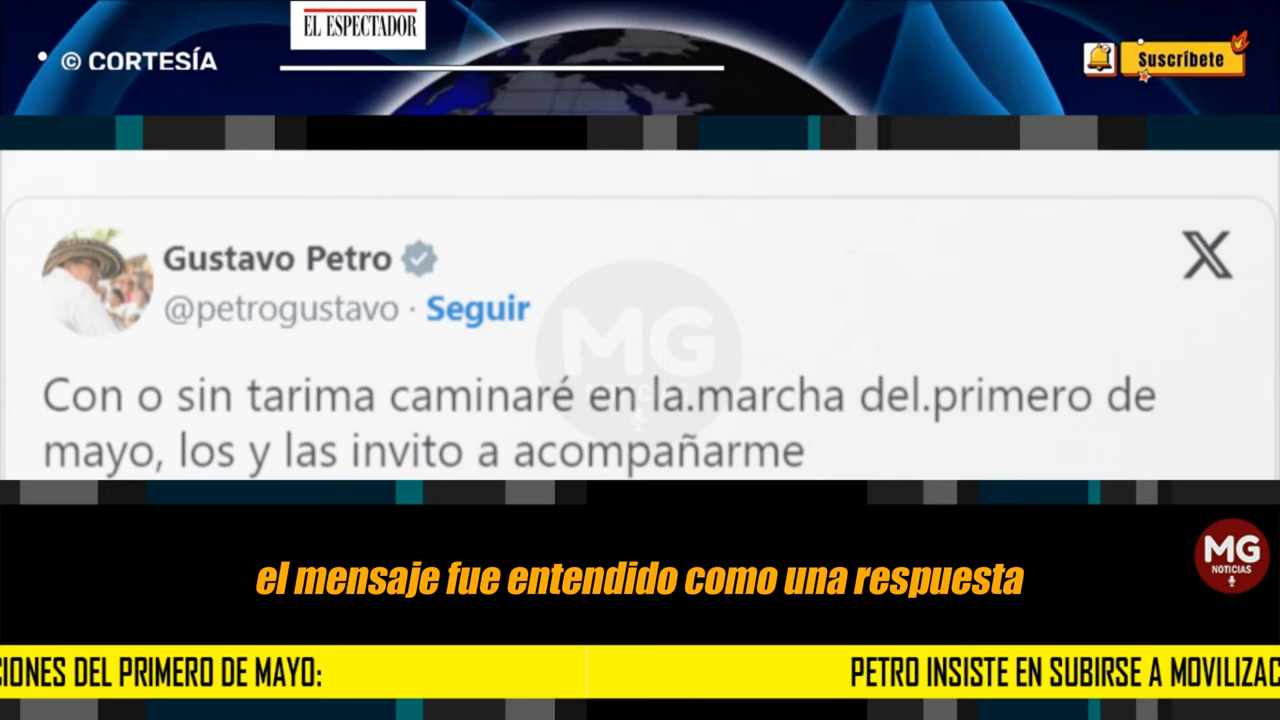 EL ESPECTADOR
© CORTESÍA
Suscríbete
Gustavo Petro
@petrogustavo · Seguir
Con o sin tarima caminaré en la.marcha del.primero de
mayo, los y las invito a acompañarme
MG
el mensaje fue entendido como una respuesta
MG
NOTICIAS
CIONES DEL PRIMERO DE MAYO:
PETRO INSISTE EN SUBIRSE A MOVILIZAC